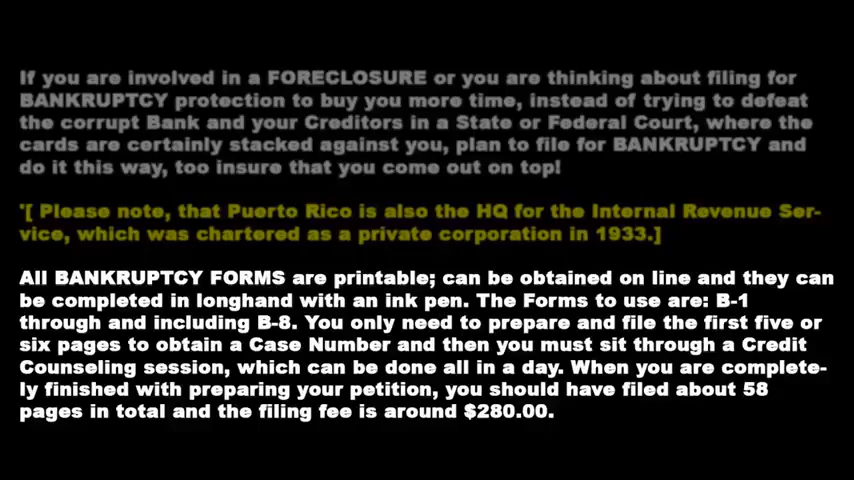 If you are involved in a FORECLOSURE or you are thinking about filing for
BANKRUPTCY protection to buy you more time, instead of trying to defeat
the corrupt Bank and your Creditors in a State or Federal Court, where the
cards are certainly stacked against you, plan to file for BANKRUPTCY and
do it this way, too insure that you come out on top!
'[ Please note, that Puerto Rico is also the HQ for the Internal Revenue Ser-
vice, which was chartered as a private corporation in 1933.]
All BANKRUPTCY FORMS are printable; can be obtained on line and they can
be completed in longhand with an ink pen. The Forms to use are: B-1
through and including B-8. You only need to prepare and file the first five or
six pages to obtain a Case Number and then you must sit through a Credit
Counseling session, which can be done all in a day. When you are complete-
ly finished with preparing your petition, you should have filed about 58
pages in total and the filing fee is around $280.00.